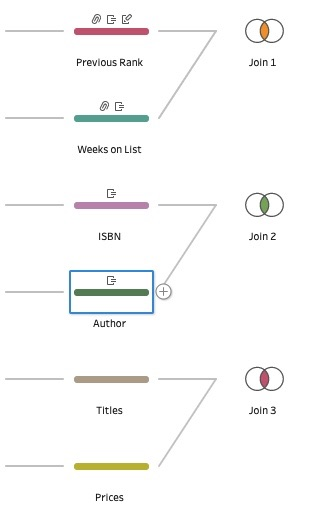 Previous Rank
Join 1
Weeks on List
ISBN
Join 2
Author
Titles
Join 3
Prices